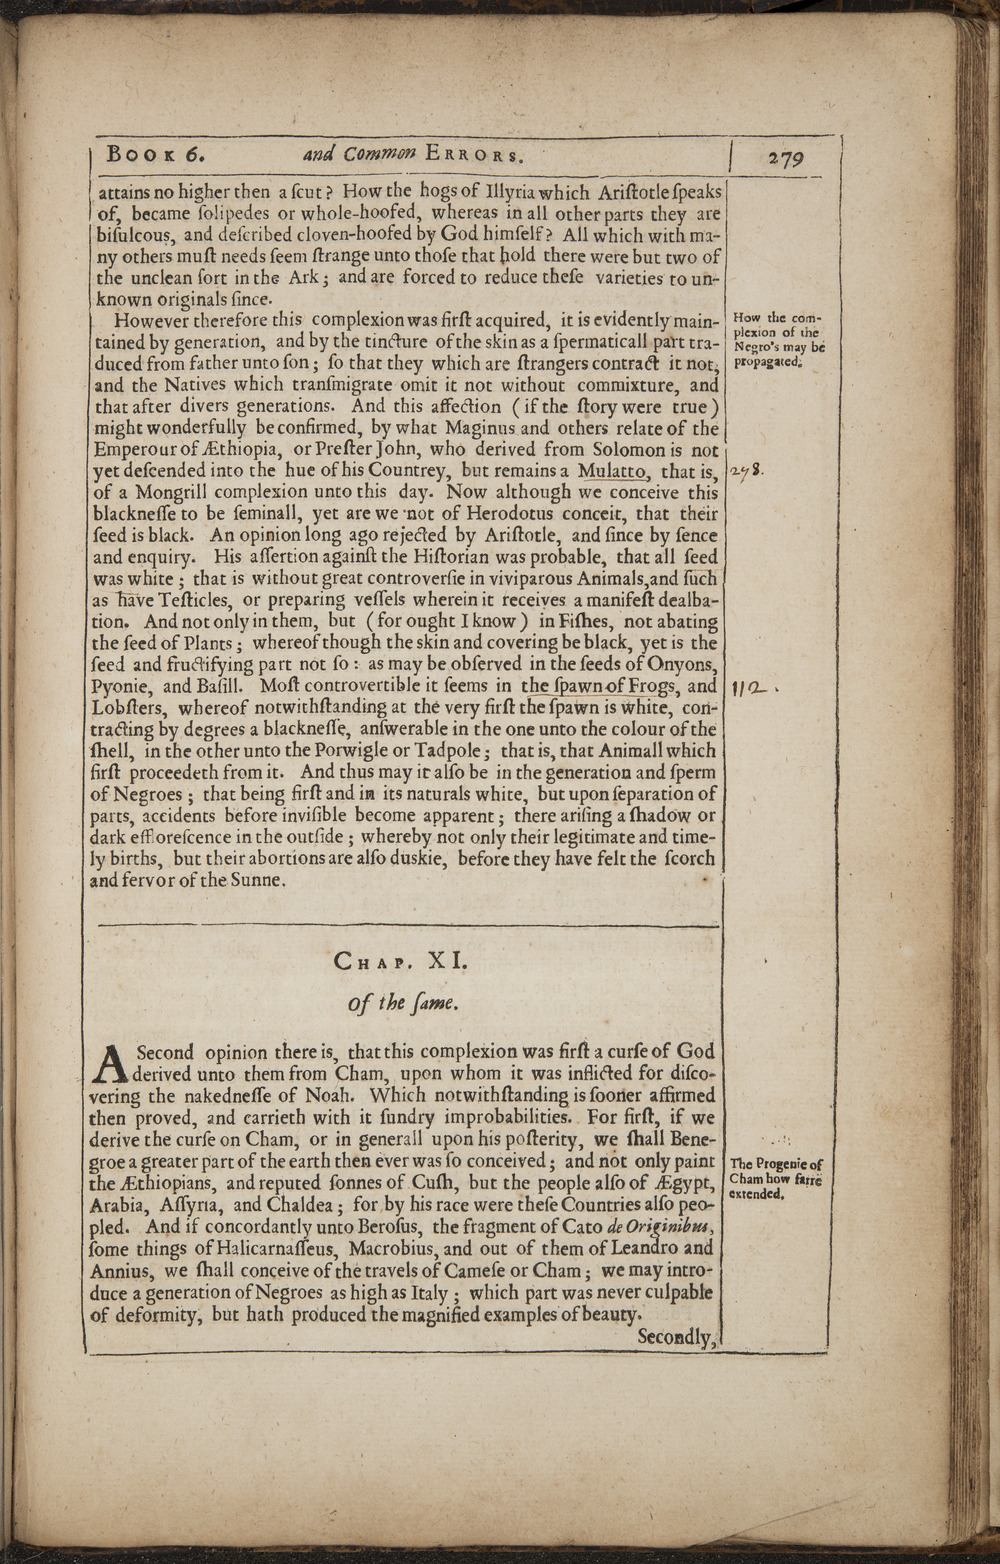 BOOK 6. and Common ERRORS. 279
attains no higher then a ſcut? How the hogs of Illyria which Ariſtotle ſpeaks
of, became ſolipedes or whole-hoofed, whereas in all other parts they are
biſulcous, and deſcribed cloven-hoofed by God himſelf? All which with ma-
ny others muſt needs ſeem ſtrange unto thoſe that hold there were but two of
the unclean ſort in the Ark; and are forced to reduce theſe varieties to un-
known originals ſince.
However therefore this complexion was firſt acquired, it is evidently main-
tained by generation, and by the tincture of the skin as a ſpermaticall part tra-
duced from father unto ſon; ſo that they which are ſtrangers contract it not,
and the Natives which tranſmigrate omit it not without commixture, and
that after divers generations. And this affection (if the ſtory were true)
might wonderfully be confirmed, by what Maginus and others relate of the
Emperour of Æthiopia, or Preſter John, who derived from Solomon is not
yet deſcended into the hue of his Countrey, but remains a Mulatto, that is,
of a Mongrill complexion unto this day. Now although we conceive this
blackneſſe to be ſeminall, yet are we not of Herodotus conceit, that their
ſeed is black. An opinion long ago rejected by Ariſtotle, and ſince by ſence
and enquiry. His aſſertion againſt the Hiſtorian was probable, that all ſeed
was white; that is without great controverſie in viviparous Animals, and ſuch
as have Teſticles, or preparing veſſels wherein it receives a manifeſt dealba-
tion. And not only in them, but (for ought I know) in Fiſhes, not abating
the ſeed of Plants; whereof though the skin and covering be black, yet is the
ſeed and fructifying part not ſo: as may be obſerved in the ſeeds of Onyons,
Pyonie, and Baſill. Moſt controvertible it ſeems in the ſpawn of Frogs, and
Lobſters, whereof notwithſtanding at the very firſt the ſpawn is white, con-
tracting by degrees a blackneſſe, anſwerable in the one unto the colour of the
ſhell, in the other unto the Porwigle or Tadpole; that is, that Animall which
firſt proceedeth from it. And thus may it alſo be in the generation and ſperm
of Negroes; that being firſt and in its naturals white, but upon ſeparation of
parts, accidents before inviſible become apparent; there ariſing a ſhadow or
dark effloreſcence in the outſide; whereby not only their legitimate and time-
ly births, but their abortions are alſo duskie, before they have felt the ſcorch
and fervor of the Sunne.
How the com-
plexion of the
Negro's may be
propagated.
278.
112.
CHAP. XI.
Of the ſame.
A Second opinion there is, that this complexion was firſt a curſe of God
derived unto them from Cham, upon whom it was inflicted for diſco-
vering the nakedneſſe of Noah. Which notwithſtanding is ſooner affirmed
then proved, and carrieth with it ſundry improbabilities. For firſt, if we
derive the curſe on Cham, or in generall upon his poſterity, we ſhall Bene-
groe a greater part of the earth then ever was ſo conceived; and not only paint
the Æthiopians, and reputed ſonnes of Cuſh, but the people alſo of Ægypt,
Arabia, Aſſyria, and Chaldea; for by his race were theſe Countries alſo peo-
pled. And if concordantly unto Beroſus, the fragment of Cato de Originibus,
ſome things of Halicarnaſſeus, Macrobius, and out of them of Leandro and
Annius, we ſhall conceive of the travels of Cameſe or Cham; we may intro-
duce a generation of Negroes as high as Italy; which part was never culpable
of deformity, but hath produced the magnified examples of beauty.
Secondly,
The Progenie of
Cham how farre
extended.